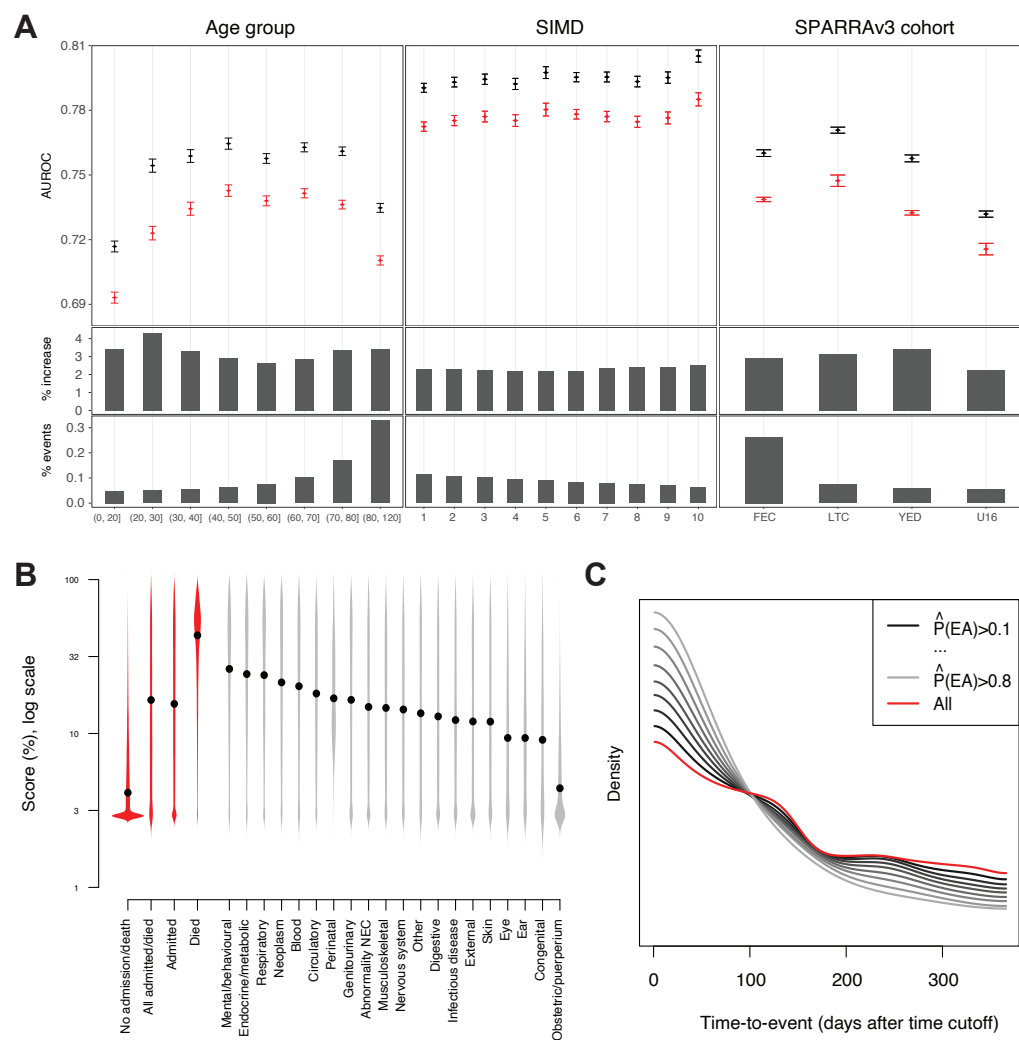 A
Age group
SIMD
SPARRAv3 cohort
AUROC
0.81
0.78
0.75
0.72
0.69
% increase
4
3
2
1
0
% events
0.3
0.2
0.1
0.0
(0, 20]
(20, 30]
(30, 40]
(40, 50]
(50, 60]
(60, 70]
(70, 80]
(80, 120]
1
2
3
4
5
6
7
8
9
10
FEC
LTC
YED
U16
B
Score (%), log scale
100
32
10
3
1
No admission/death
All admitted/died
Admitted
Died
Mental/behavioural
Endocrine/metabolic
Respiratory
Neoplasm
Blood
Circulatory
Perinatal
Genitourinary
Abnormality NEC
Musculoskeletal
Nervous system
Other
Digestive
Infectious disease
External
Skin
Eye
Ear
Congenital
Obstetric/puerperium
C
Density
P̂(EA)>0.1
...
P̂(EA)>0.8
All
0
100
200
300
Time-to-event (days after time cutoff)